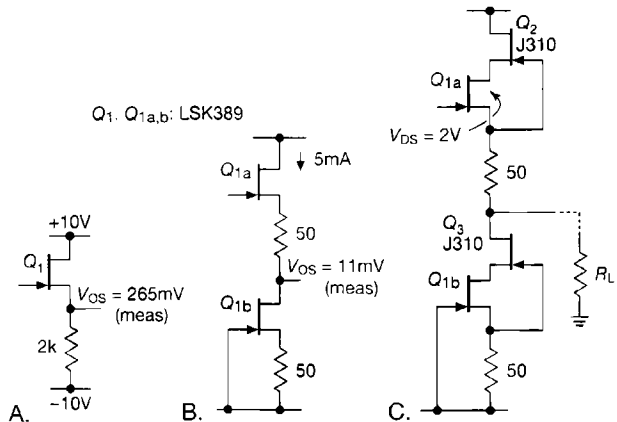 Q2
J310
Q1a
Q1, Q1a,b: LSK389
VDS = 2V
Q1a
5mA
50
50
+10V
Q3
J310
Q1
VOS = 11mV
(meas)
VOS = 265mV
(meas)
RL
Q1b
Q1b
2k
50
50
−10V
A.
B.
C.